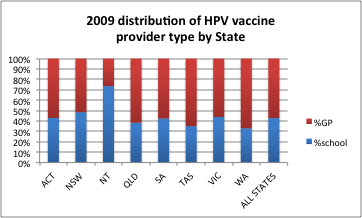 2009 distribution of HPV vaccine
provider type by State
100%
90%
80%
70%
60%
50%
40%
30%
20%
10%
0%
ACT
NSW
NT
QLD
SA
TAS
VIC
WA
ALL STATES
%GP
%school